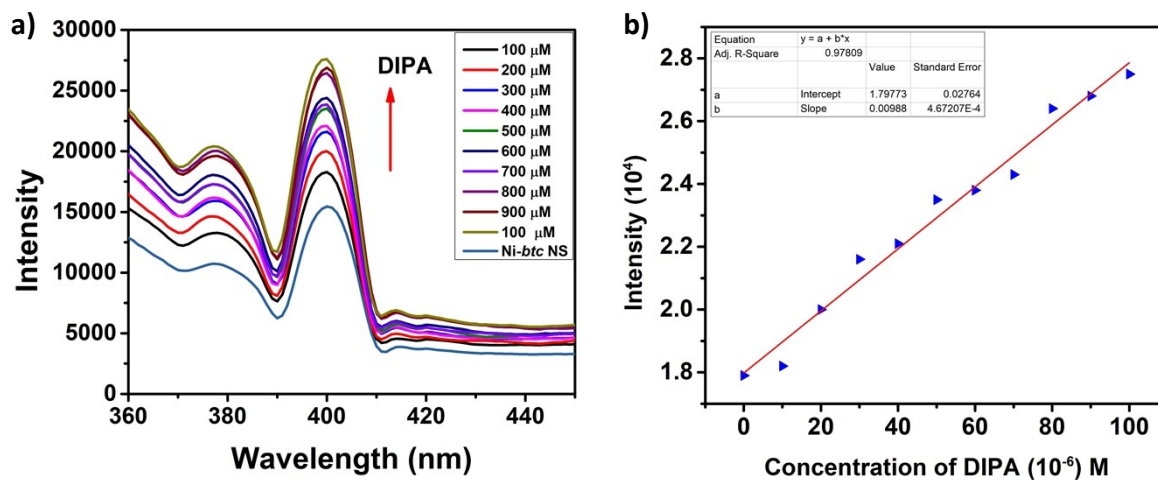 a)
30000
25000
20000
15000
10000
5000
0
Intensity
360
380
400
420
440
Wavelength (nm)
DIPA
100 μM
200 μM
300 μM
400 μM
500 μM
600 μM
700 μM
800 μM
900 μM
100 μM
Ni-btc NS
b)
2.8
2.6
2.4
2.2
2.0
1.8
Intensity (10⁴)
0
20
40
60
80
100
Concentration of DIPA (10⁻⁶) M
Equation y = a + b*x
Adj. R-Square 0.97809
Value Standard Error
a Intercept 1.79773 0.02764
b Slope 0.00988 4.67207E-4